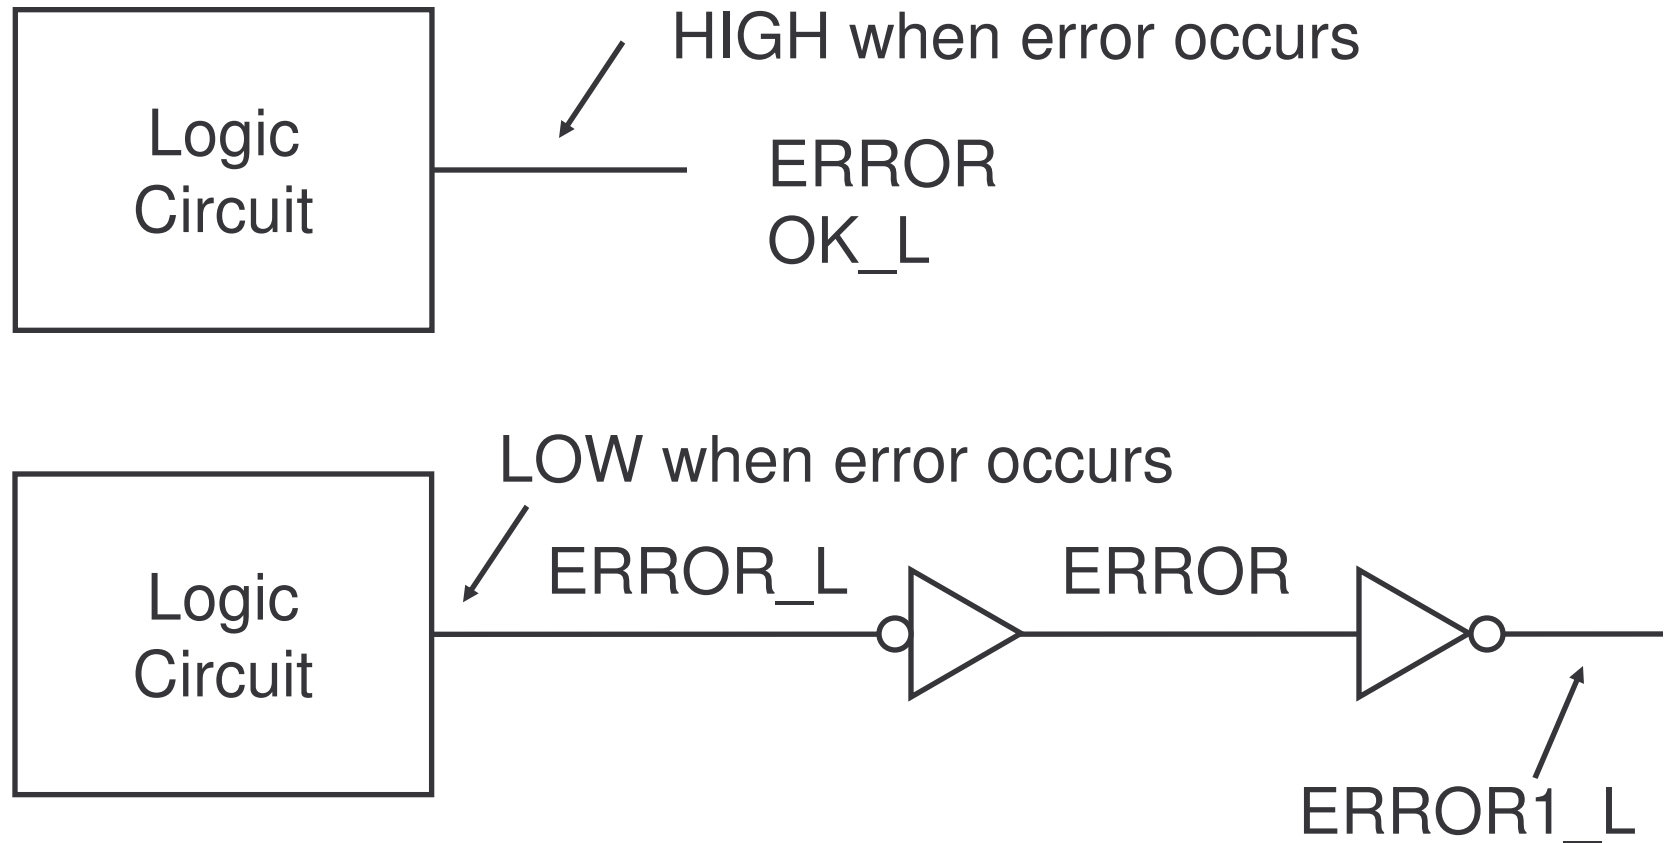 HIGH when error occurs
Logic
Circuit
ERROR
OK_L
LOW when error occurs
Logic
Circuit
ERROR_L
ERROR
ERROR1_L